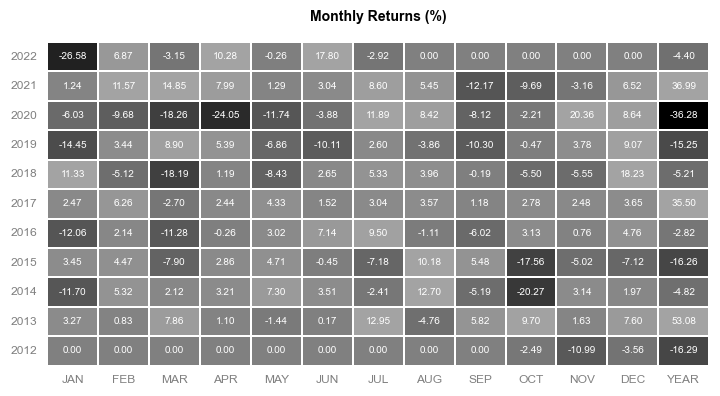 Monthly Returns (%)
2022 -26.58 6.87 -3.15 10.28 -0.26 17.80 -2.92 0.00 0.00 0.00 0.00 0.00 -4.40
2021 1.24 11.57 14.85 7.99 1.29 3.04 8.60 5.45 -12.17 -9.69 -3.16 6.52 36.99
2020 -6.03 -9.68 -18.26 -24.05 -11.74 -3.88 11.89 8.42 -8.12 -2.21 20.36 8.64 -36.28
2019 -14.45 3.44 8.90 5.39 -6.86 -10.11 2.60 -3.86 -10.30 -0.47 3.78 9.07 -15.25
2018 11.33 -5.12 -18.19 1.19 -8.43 2.65 5.33 3.96 -0.19 -5.50 -5.55 18.23 -5.21
2017 2.47 6.26 -2.70 2.44 4.33 1.52 3.04 3.57 1.18 2.78 2.48 3.65 35.50
2016 -12.06 2.14 -11.28 -0.26 3.02 7.14 9.50 -1.11 -6.02 3.13 0.76 4.76 -2.82
2015 3.45 4.47 -7.90 2.86 4.71 -0.45 -7.18 10.18 5.48 -17.56 -5.02 -7.12 -16.26
2014 -11.70 5.32 2.12 3.21 7.30 3.51 -2.41 12.70 -5.19 -20.27 3.14 1.97 -4.82
2013 3.27 0.83 7.86 1.10 -1.44 0.17 12.95 -4.76 5.82 9.70 1.63 7.60 53.08
2012 0.00 0.00 0.00 0.00 0.00 0.00 0.00 0.00 0.00 -2.49 -10.99 -3.56 -16.29
JAN FEB MAR APR MAY JUN JUL AUG SEP OCT NOV DEC YEAR